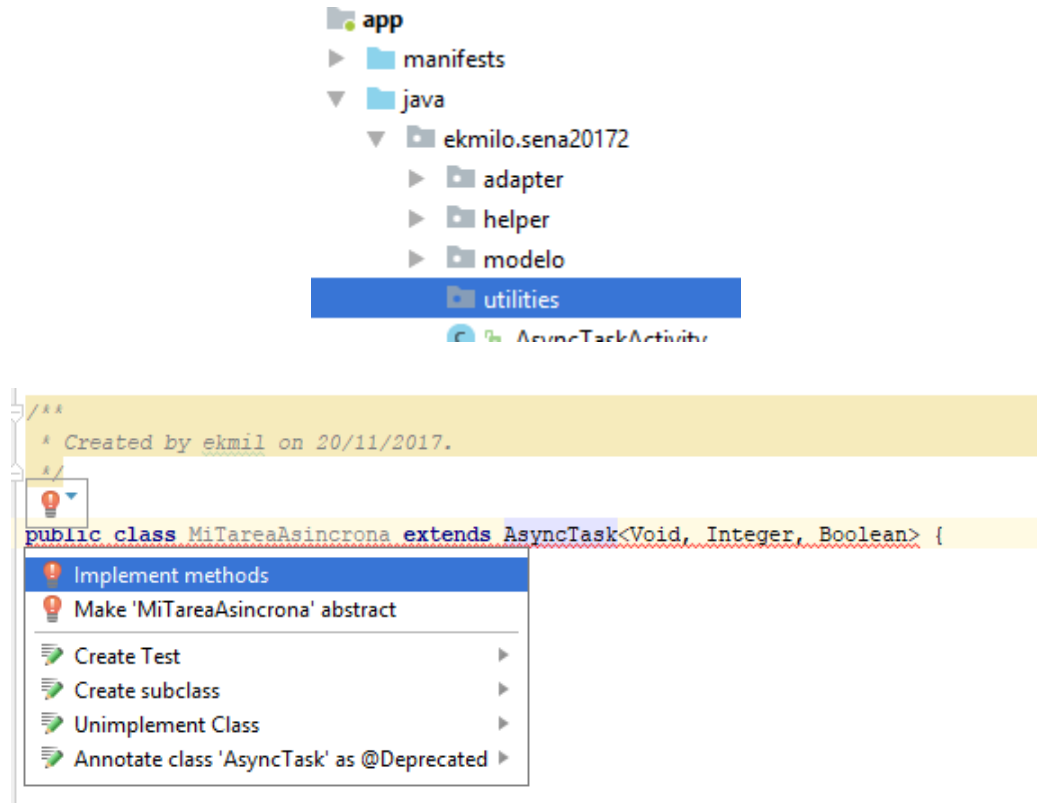 app
manifests
java
ekmilo.sena20172
adapter
helper
modelo
utilities
AsyncTaskActivity
/**
* Created by ekmil on 20/11/2017.
*/
public class MiTareaAsincrona extends AsyncTask<Void, Integer, Boolean> {
Implement methods
Make 'MiTareaAsincrona' abstract
Create Test
Create subclass
Unimplement Class
Annotate class 'AsyncTask' as @Deprecated